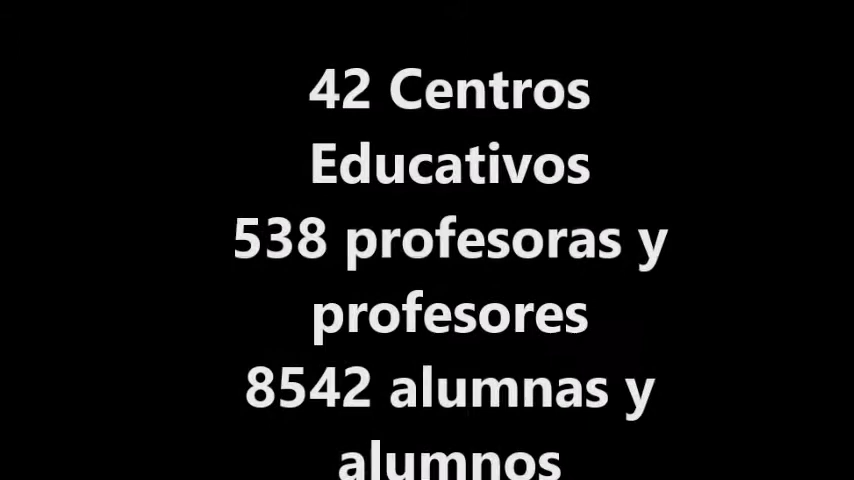 42 Centros
Educativos
538 profesoras y
profesores
8542 alumnas y
alumnos